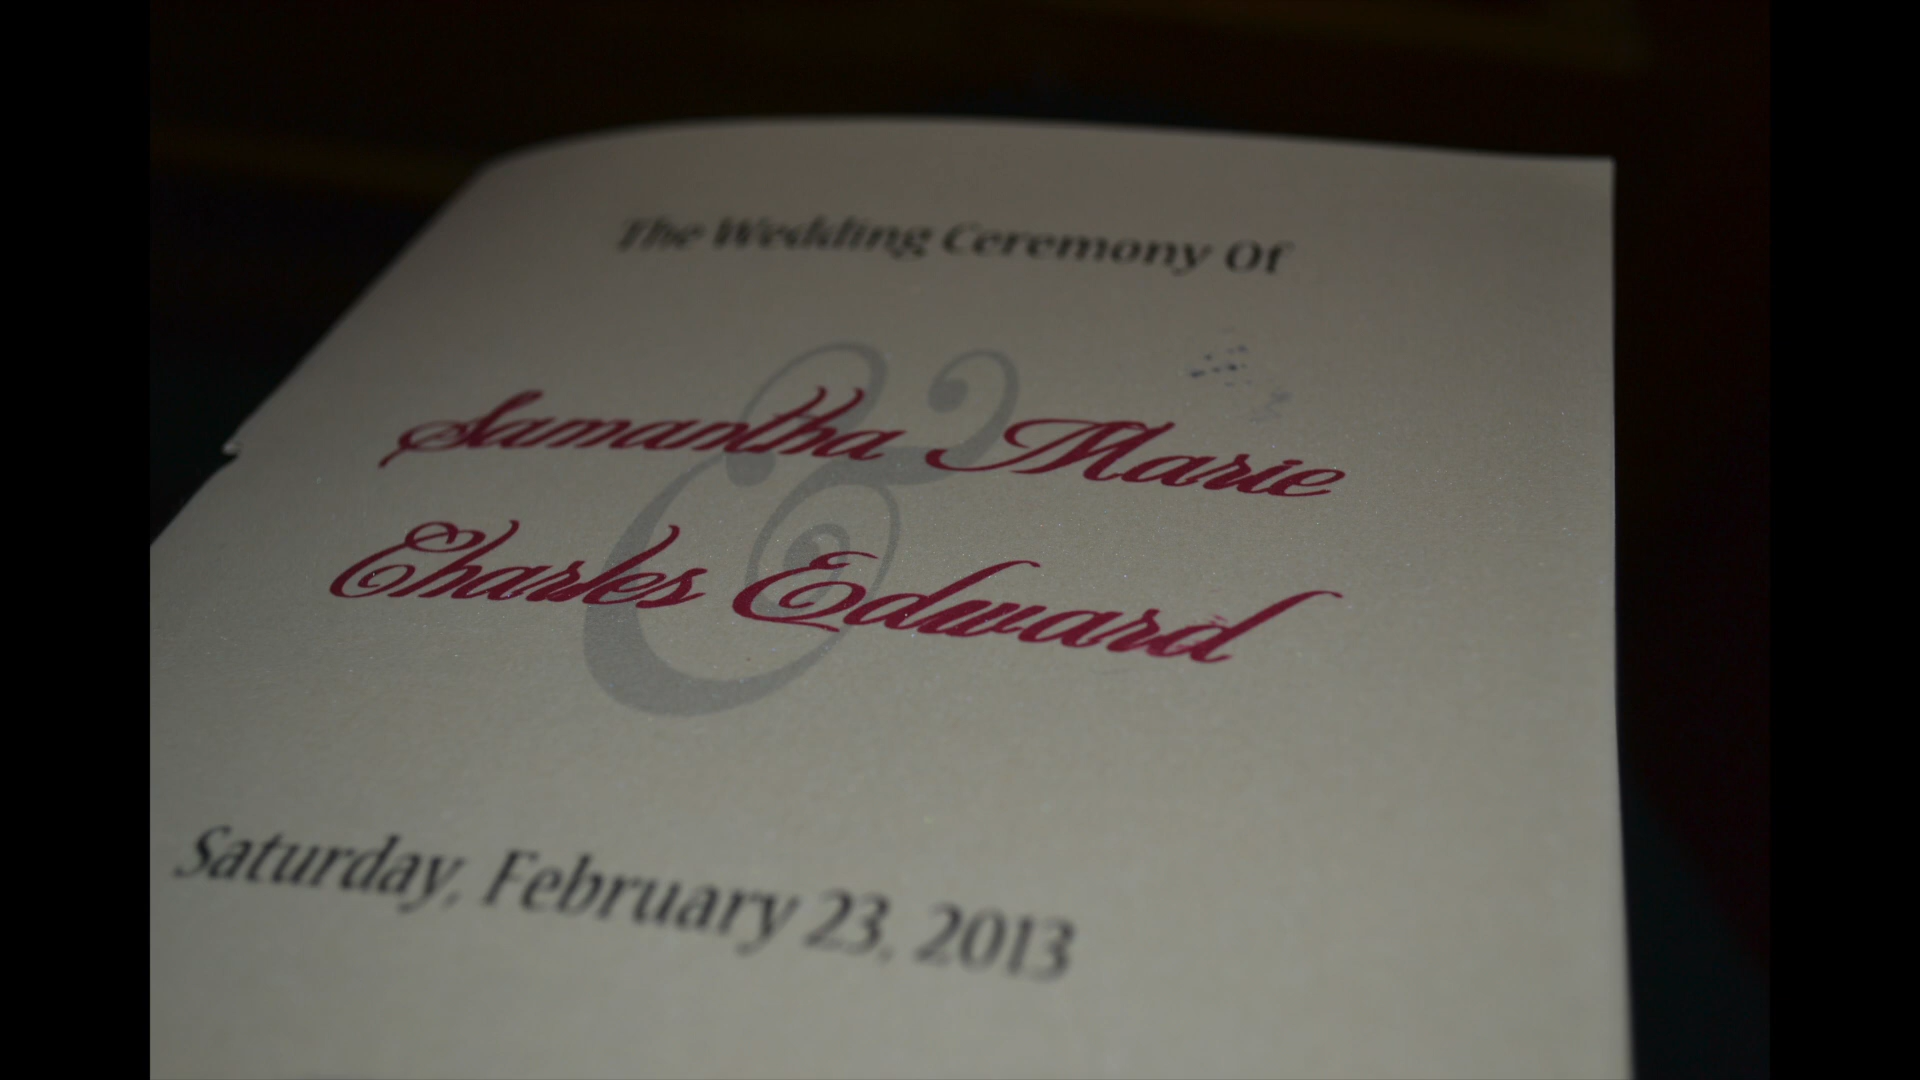 The Wedding Ceremony Of
&
Samantha Marie
Charles Edward
Saturday, February 23, 2013